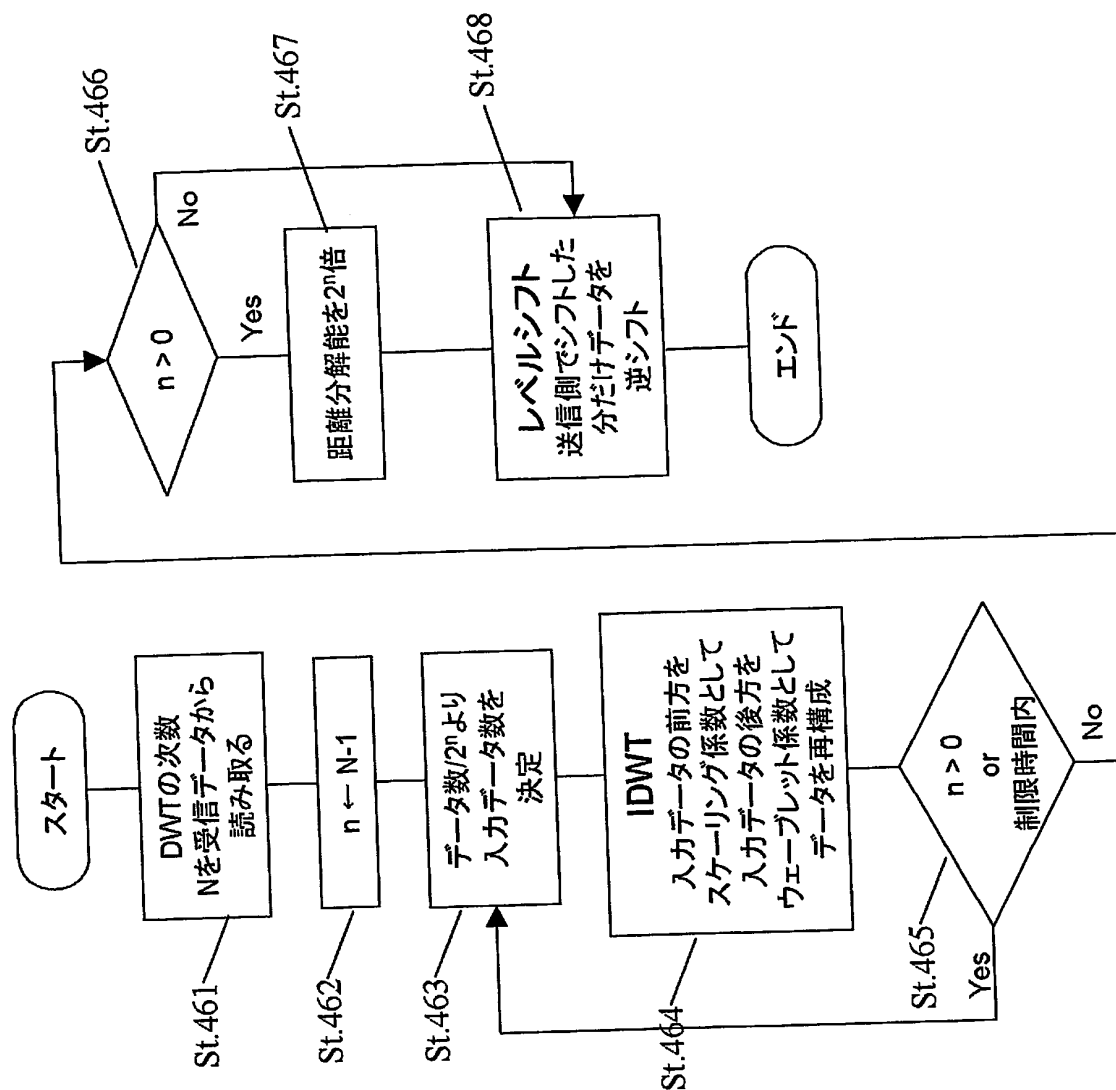 スタート
St.461
DWTの次数
Nを受信データから
読み取る
St.462
n ← N-1
St.463
データ数/2ⁿより
入力データ数を
決定
St.464
IDWT
入力データの前方を
スケーリング係数として
入力データの後方を
ウェーブレット係数として
データを再構成
St.465
n > 0
or
制限時間内
Yes
No
St.466
n > 0
No
Yes
St.467
距離分解能を2ⁿ倍
St.468
レベルシフト
送信側でシフトした
分だけデータを
逆シフト
エンド